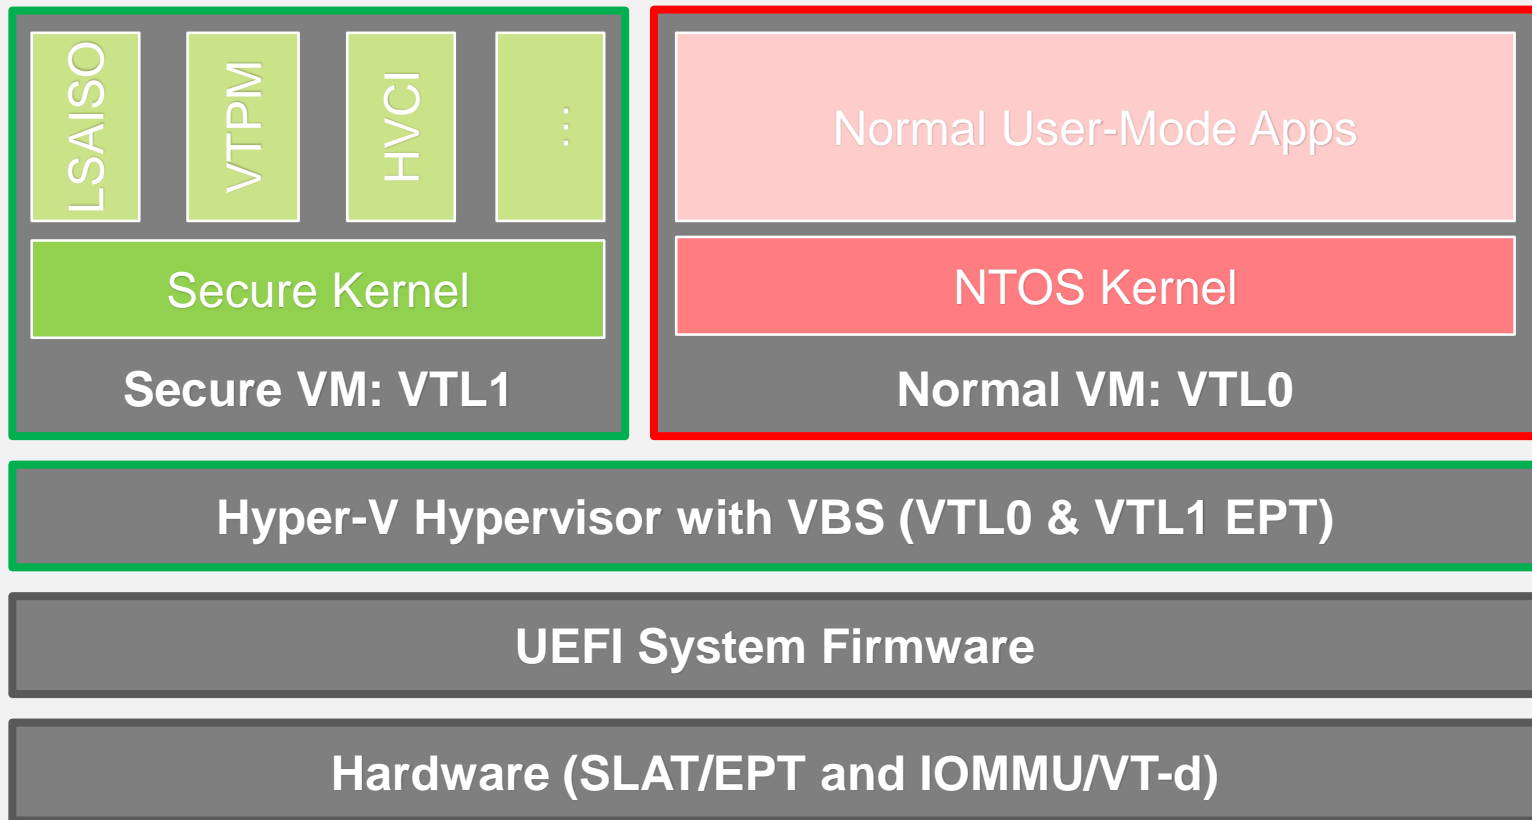 LSAISO
VTPM
HVCI
...
Secure Kernel
Secure VM: VTL1
Normal User-Mode Apps
NTOS Kernel
Normal VM: VTL0
Hyper-V Hypervisor with VBS (VTL0 & VTL1 EPT)
UEFI System Firmware
Hardware (SLAT/EPT and IOMMU/VT-d)